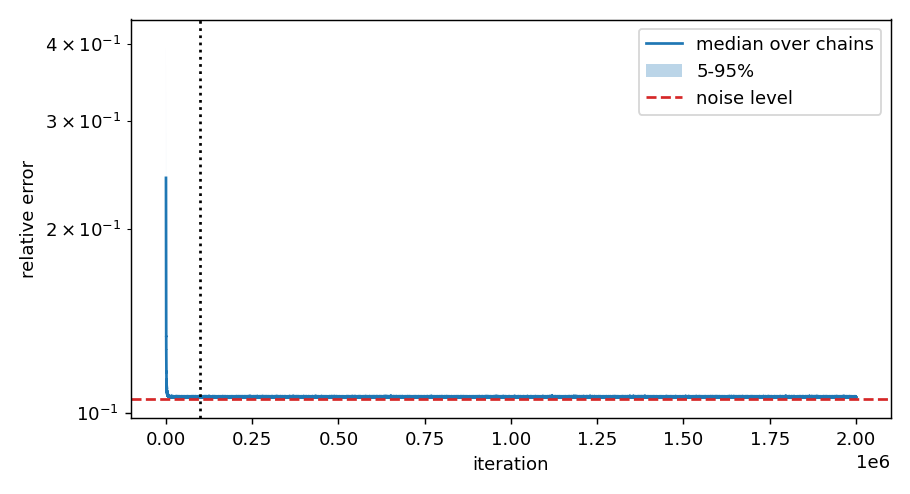 median over chains
5-95%
noise level
relative error
4 × 10⁻¹
3 × 10⁻¹
2 × 10⁻¹
10⁻¹
0.00 0.25 0.50 0.75 1.00 1.25 1.50 1.75 2.00
1e6
iteration